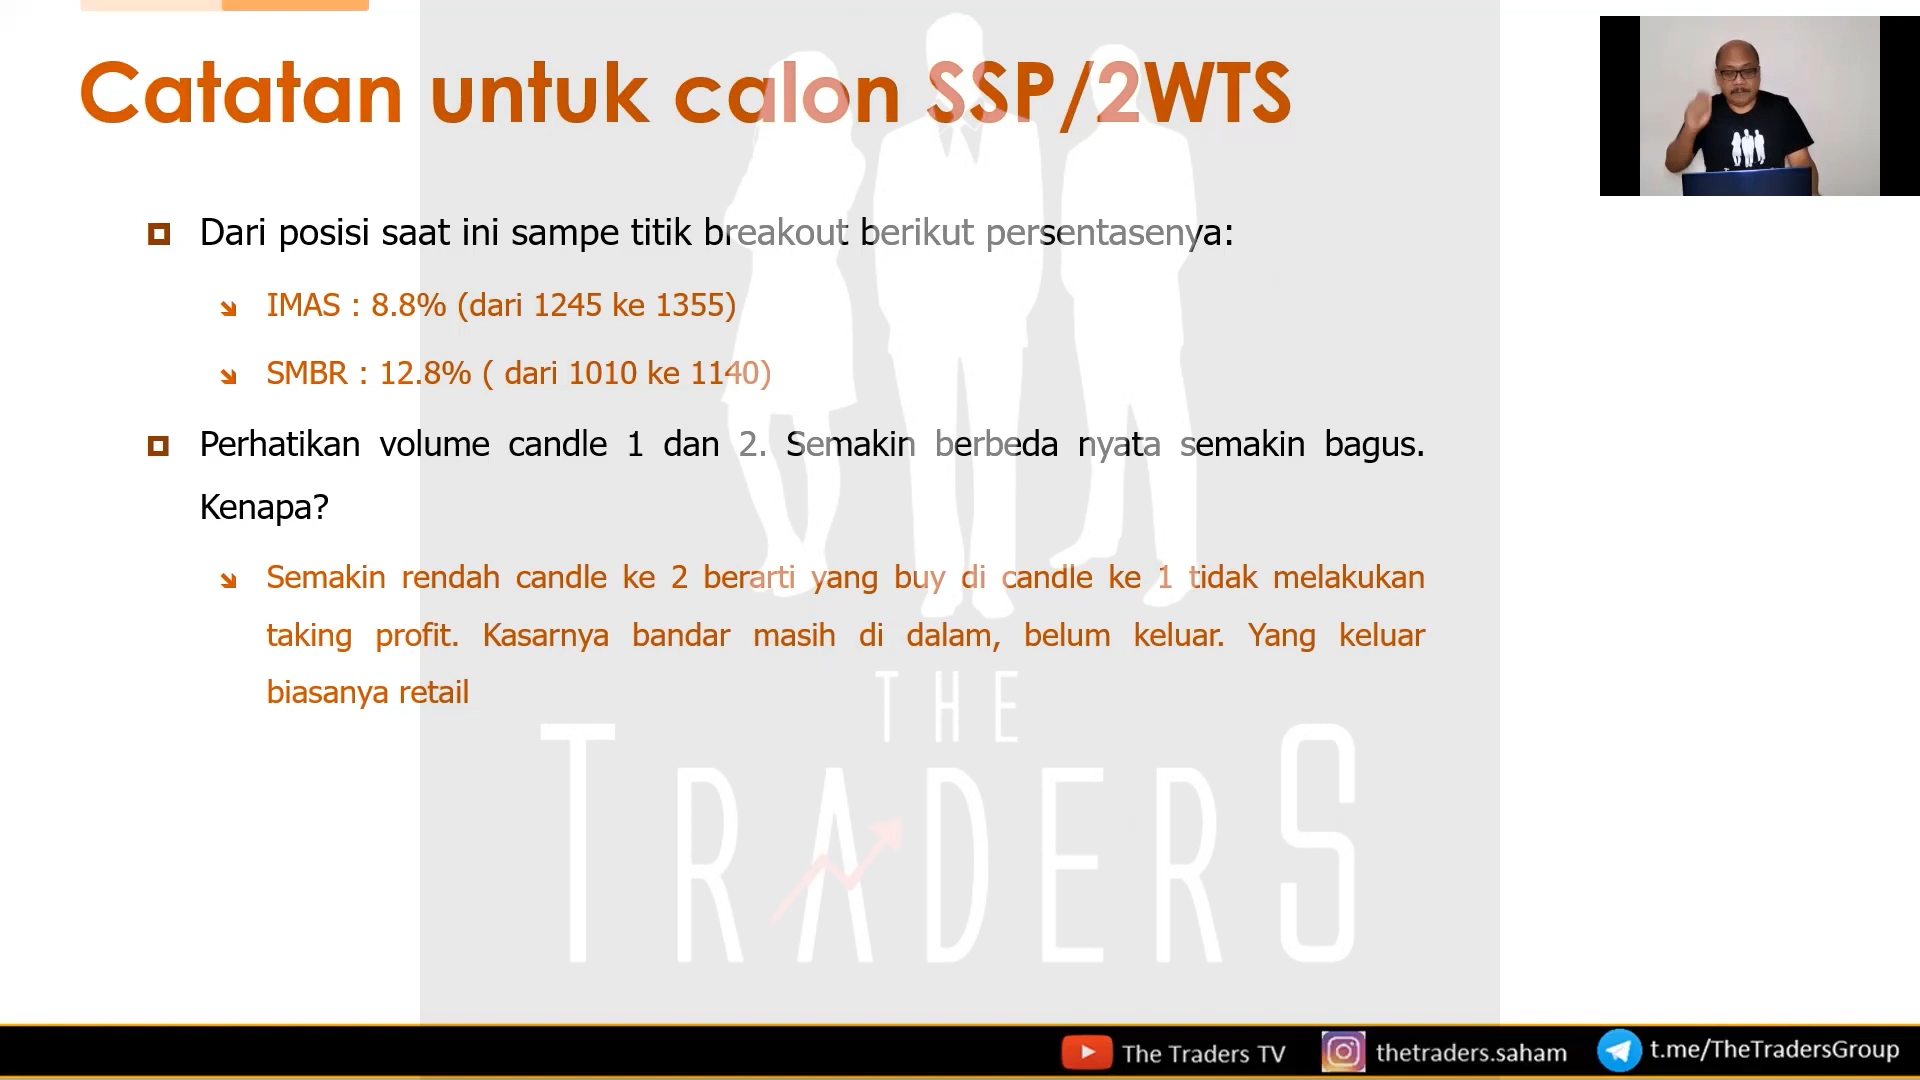 Catatan untuk calon SSP/2WTS
Dari posisi saat ini sampe titik breakout berikut persentasenya:
IMAS : 8.8% (dari 1245 ke 1355)
SMBR : 12.8% ( dari 1010 ke 1140)
Perhatikan volume candle 1 dan 2. Semakin berbeda nyata semakin bagus.
Kenapa?
Semakin rendah candle ke 2 berarti yang buy di candle ke 1 tidak melakukan
taking profit. Kasarnya bandar masih di dalam, belum keluar. Yang keluar
biasanya retail
THE
TRADERS
The Traders TV
thetraders.saham
t.me/TheTradersGroup